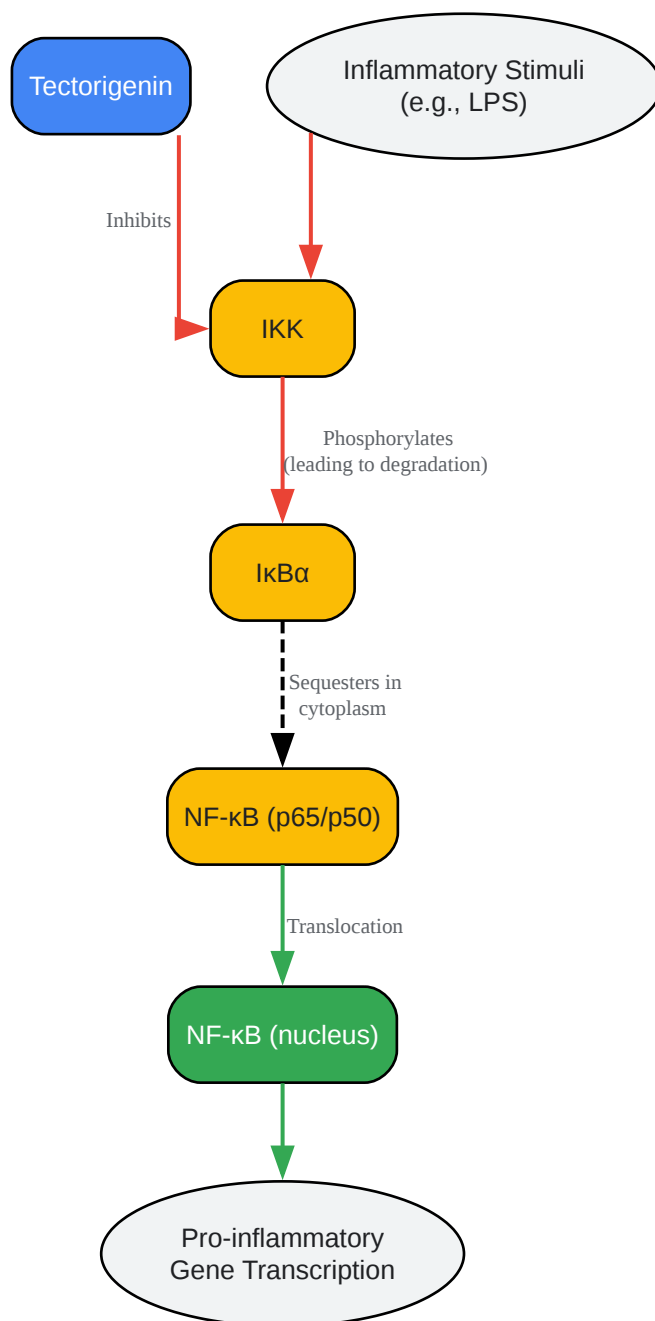 Tectorigenin
Inflammatory Stimuli
(e.g., LPS)
Inhibits
IKK
Phosphorylates
(leading to degradation)
IκBα
Sequesters in
cytoplasm
NF-κB (p65/p50)
Translocation
NF-κB (nucleus)
Pro-inflammatory
Gene Transcription